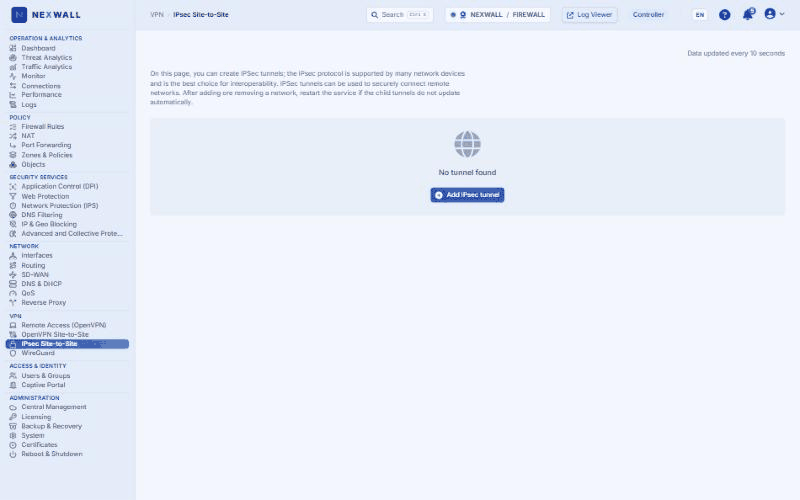 NEXWALL
VPN / IPsec Site-to-Site
Search Ctrl K
NEXWALL / FIREWALL
Log Viewer
Controller
EN
OPERATION & ANALYTICS
Dashboard
Threat Analytics
Traffic Analytics
Monitor
Connections
Performance
Logs
POLICY
Firewall Rules
NAT
Port Forwarding
Zones & Policies
Objects
SECURITY SERVICES
Application Control (DPI)
Web Protection
Network Protection (IPS)
DNS Filtering
IP & Geo Blocking
Advanced and Collective Prote...
NETWORK
Interfaces
Routing
SD-WAN
DNS & DHCP
QoS
Reverse Proxy
VPN
Remote Access (OpenVPN)
OpenVPN Site-to-Site
IPsec Site-to-Site
WireGuard
ACCESS & IDENTITY
Users & Groups
Captive Portal
ADMINISTRATION
Central Management
Licensing
Backup & Recovery
System
Certificates
Reboot & Shutdown
Data updated every 10 seconds
On this page, you can create IPsec tunnels; the IPsec protocol is supported by many network devices
and is the best choice for interoperability. IPsec tunnels can be used to securely connect remote
networks. After adding ore removing a network, restart the service if the child tunnels do not update
automatically.
No tunnel found
Add IPsec tunnel